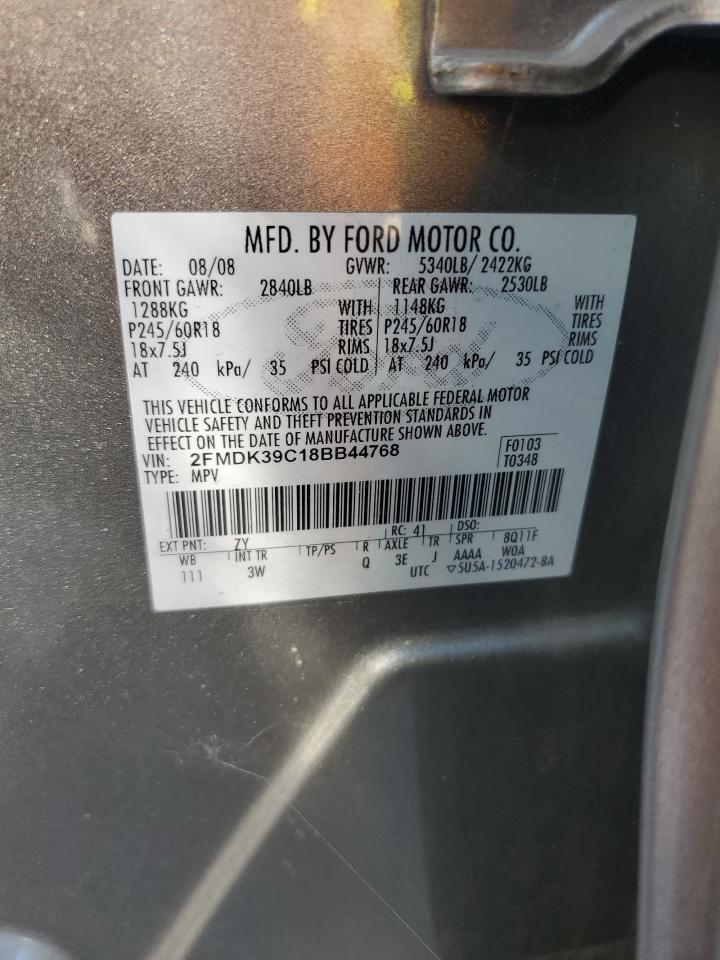 MFD. BY FORD MOTOR CO.
DATE: 08/08 GVWR: 5340LB/ 2422KG
FRONT GAWR: 2840LB REAR GAWR: 2530LB
1288KG WITH 1148KG WITH
P245/60R18 TIRES P245/60R18 TIRES
18x7.5J RIMS 18x7.5J RIMS
AT 240 kPa/ 35 PSI COLD AT 240 kPa/ 35 PSI COLD
Ford
THIS VEHICLE CONFORMS TO ALL APPLICABLE FEDERAL MOTOR
VEHICLE SAFETY AND THEFT PREVENTION STANDARDS IN
EFFECT ON THE DATE OF MANUFACTURE SHOWN ABOVE.
VIN: 2FMDK39C18BB44768 F0103
TYPE: MPV T0348
EXT PNT: ZY RC: 41 DSO:
WB INT TR TP/PS R AXLE TR SPR 8Q11F
111 3W Q 3E J AAAA W0A
UTC ▽5U5A-1520472-BA